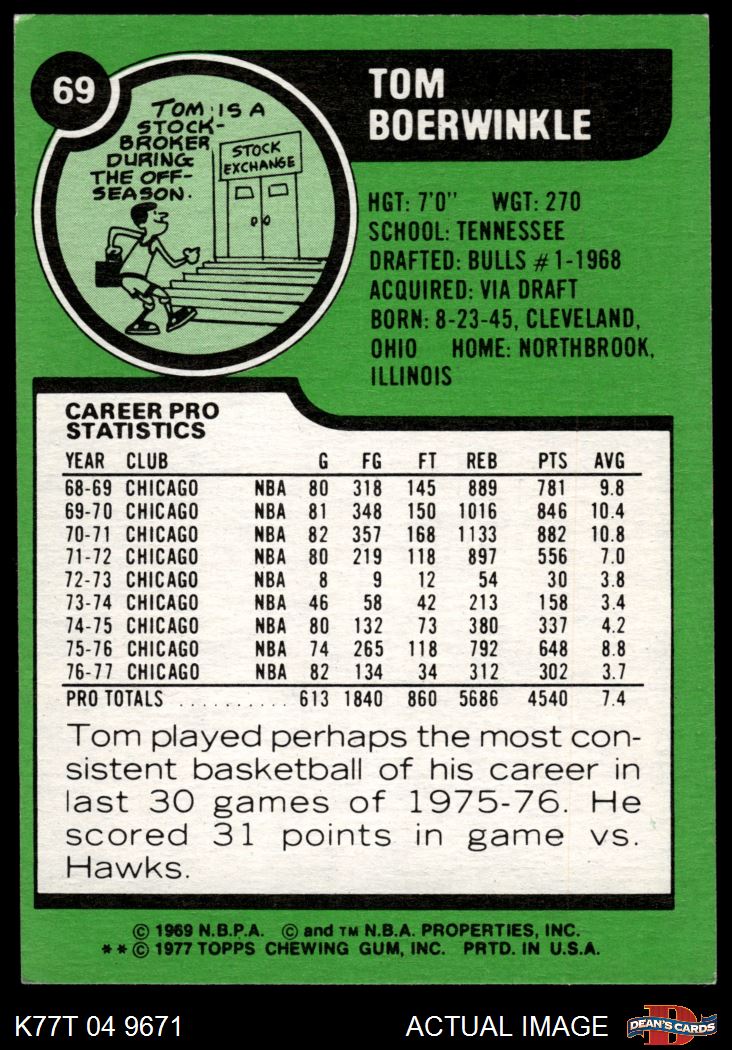 69
TOM IS A
STOCK-
BROKER
DURING
THE OFF-
SEASON.
STOCK
EXCHANGE
TOM
BOERWINKLE
HGT: 7'0" WGT: 270
SCHOOL: TENNESSEE
DRAFTED: BULLS #1-1968
ACQUIRED: VIA DRAFT
BORN: 8-23-45, CLEVELAND,
OHIO HOME: NORTHBROOK,
ILLINOIS
CAREER PRO
STATISTICS
YEAR CLUB G FG FT REB PTS AVG
68-69 CHICAGO NBA 80 318 145 889 781 9.8
69-70 CHICAGO NBA 81 348 150 1016 846 10.4
70-71 CHICAGO NBA 82 357 168 1133 882 10.8
71-72 CHICAGO NBA 80 219 118 897 556 7.0
72-73 CHICAGO NBA 8 9 12 54 30 3.8
73-74 CHICAGO NBA 46 58 42 213 158 3.4
74-75 CHICAGO NBA 80 132 73 380 337 4.2
75-76 CHICAGO NBA 74 265 118 792 648 8.8
76-77 CHICAGO NBA 82 134 34 312 302 3.7
PRO TOTALS .......... 613 1840 860 5686 4540 7.4
Tom played perhaps the most con-
sistent basketball of his career in
last 30 games of 1975-76. He
scored 31 points in game vs.
Hawks.
© 1969 N.B.P.A. © and TM N.B.A. PROPERTIES, INC.
**© 1977 TOPPS CHEWING GUM, INC. PRTD. IN U.S.A.
K77T 04 9671 ACTUAL IMAGE
D
DEAN'S CARDS